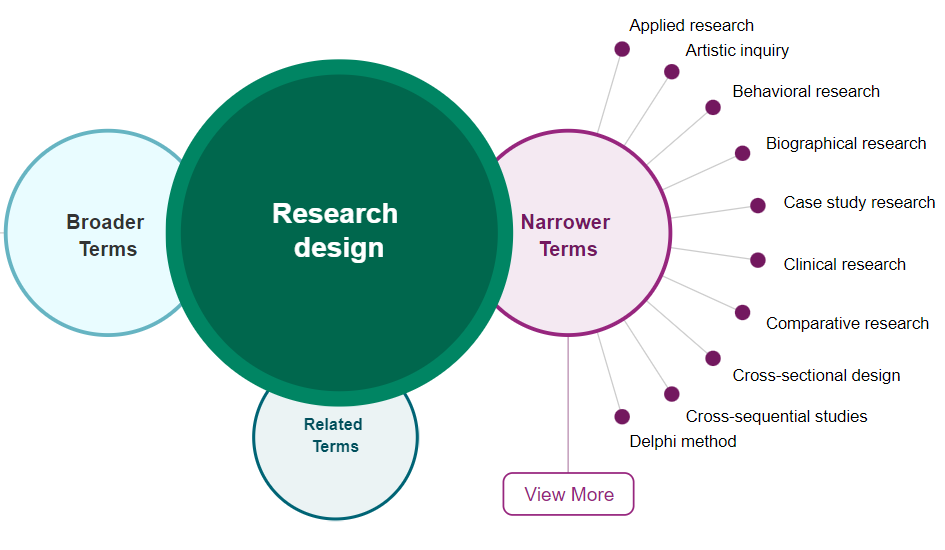 Broader
Terms
Research
design
Narrower
Terms
Related
Terms
Applied research
Artistic inquiry
Behavioral research
Biographical research
Case study research
Clinical research
Comparative research
Cross-sectional design
Cross-sequential studies
Delphi method
View More